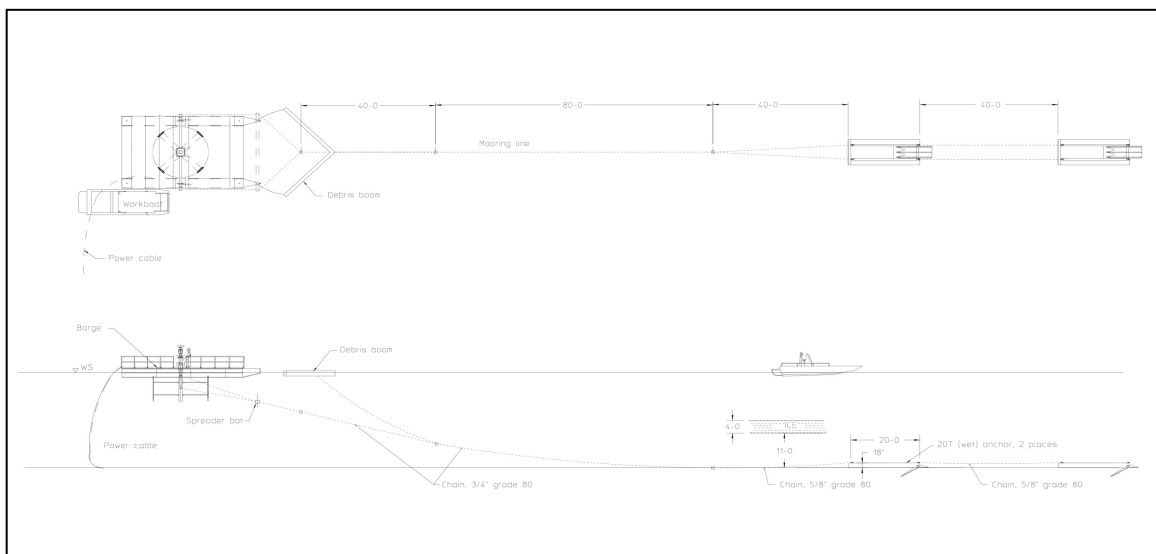 40-0
80-0
40-0
40-0
Mooring line
Debris boom
Workboat
Power cable
Barge
WS
Debris boom
Spreader bar
Power cable
4-0
ICE
11-0
20-0
18"
20T (wet) anchor, 2 places
Chain, 3/4" grade 80
Chain, 5/8" grade 80
Chain, 5/8" grade 80